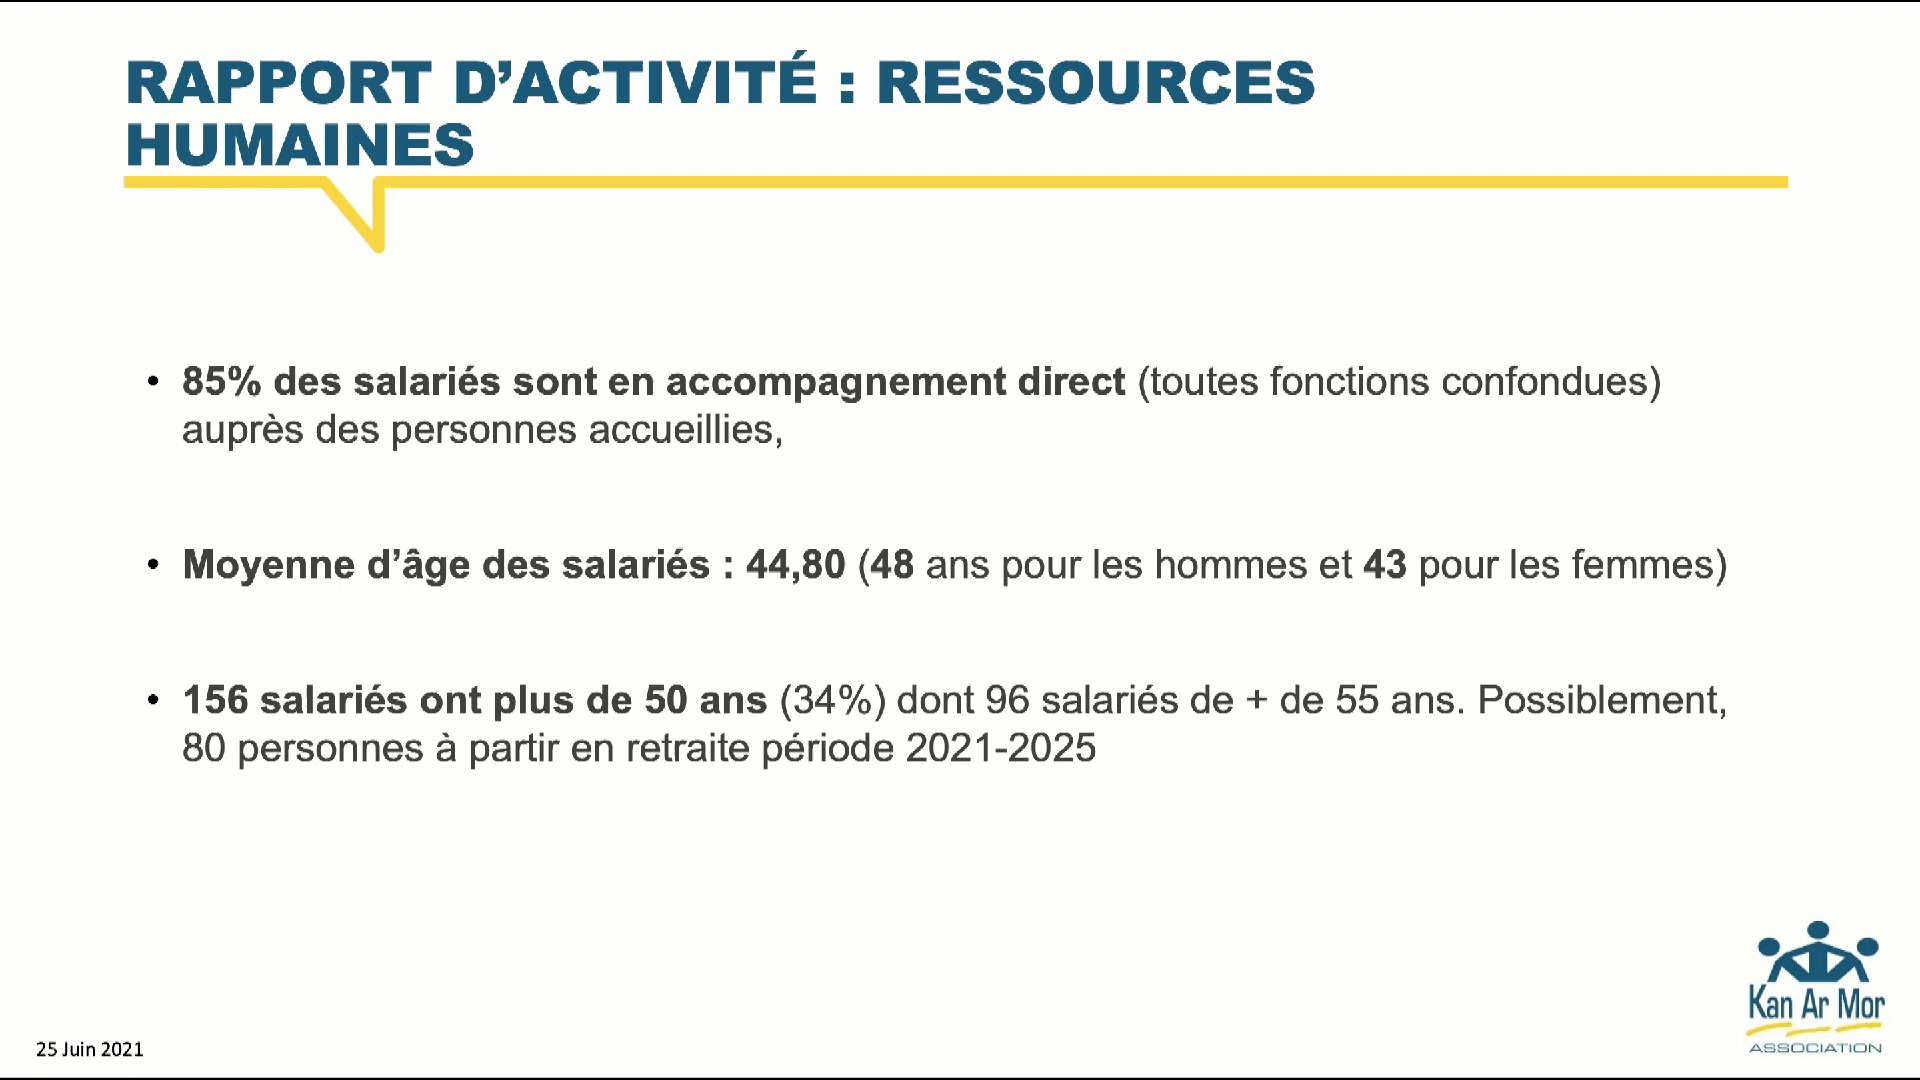 RAPPORT D’ACTIVITÉ : RESSOURCES
HUMAINES
• 85% des salariés sont en accompagnement direct (toutes fonctions confondues)
auprès des personnes accueillies,
• Moyenne d’âge des salariés : 44,80 (48 ans pour les hommes et 43 pour les femmes)
• 156 salariés ont plus de 50 ans (34%) dont 96 salariés de + de 55 ans. Possiblement,
80 personnes à partir en retraite période 2021-2025
Kan Ar Mor
ASSOCIATION
25 Juin 2021